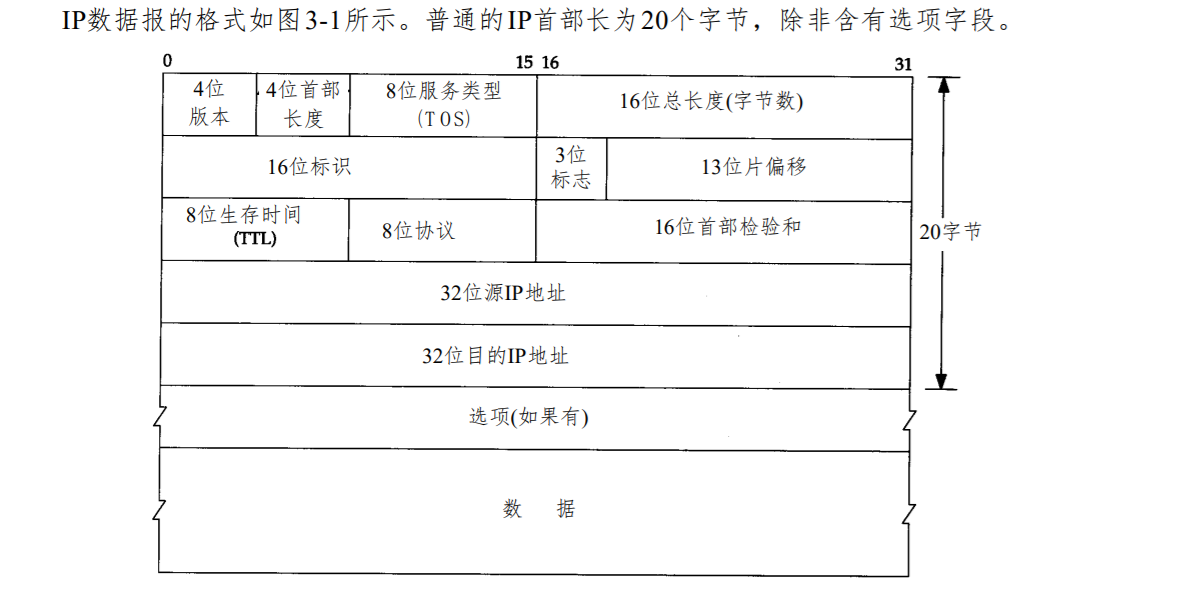 IP数据报的格式如图3-1所示。普通的IP首部长为20个字节，除非含有选项字段。
0 15 16 31
4位
版本
4位首部
长度
8位服务类型
(TOS)
16位总长度(字节数)
16位标识
3位
标志
13位片偏移
8位生存时间
(TTL)
8位协议
16位首部检验和
20字节
32位源IP地址
32位目的IP地址
选项(如果有)
数 据